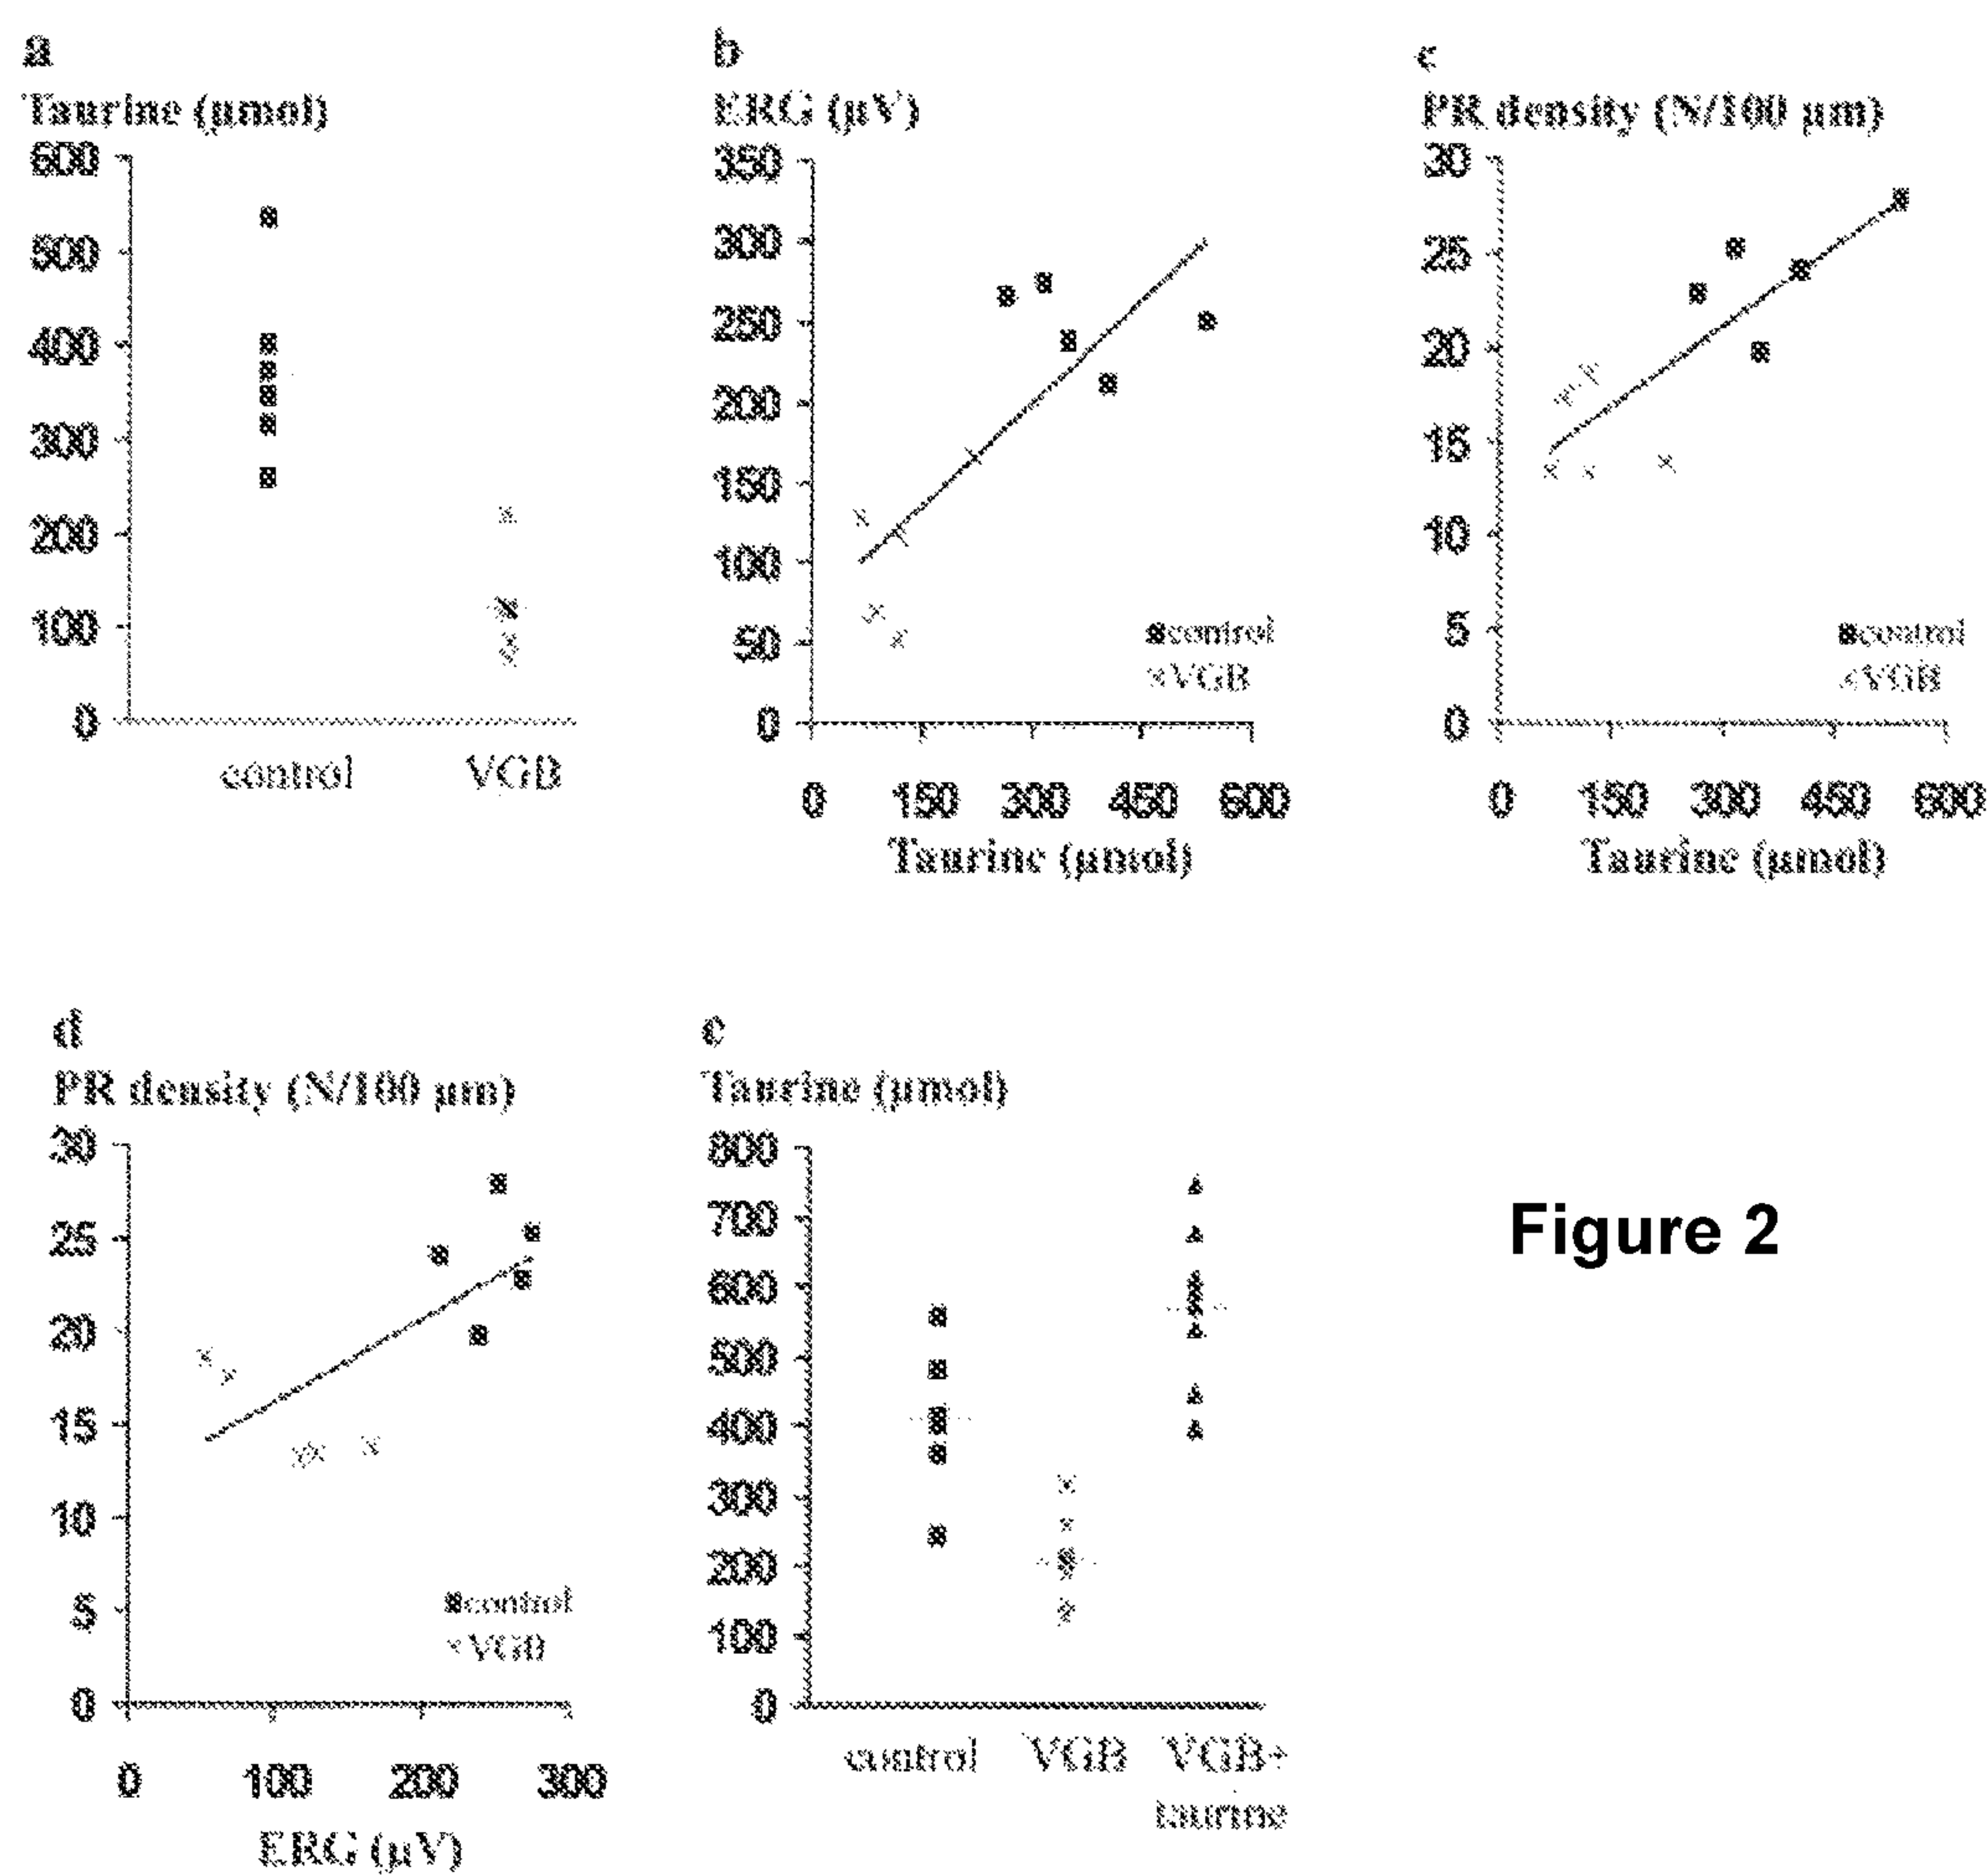 a
Taurine (µmol)
600
500
400
300
200
100
0
control VGB
b
ERG (µV)
350
300
250
200
150
100
50
0
control
VGB
0 150 300 450 600
Taurine (µmol)
c
PR density (N/100 µm)
30
25
20
15
10
5
0
control
VGB
0 150 300 450 600
Taurine (µmol)
d
PR density (N/100 µm)
30
25
20
15
10
5
0
control
VGB
0 100 200 300
ERG (µV)
e
Taurine (µmol)
800
700
600
500
400
300
200
100
0
control VGB VGB+
taurine
Figure 2